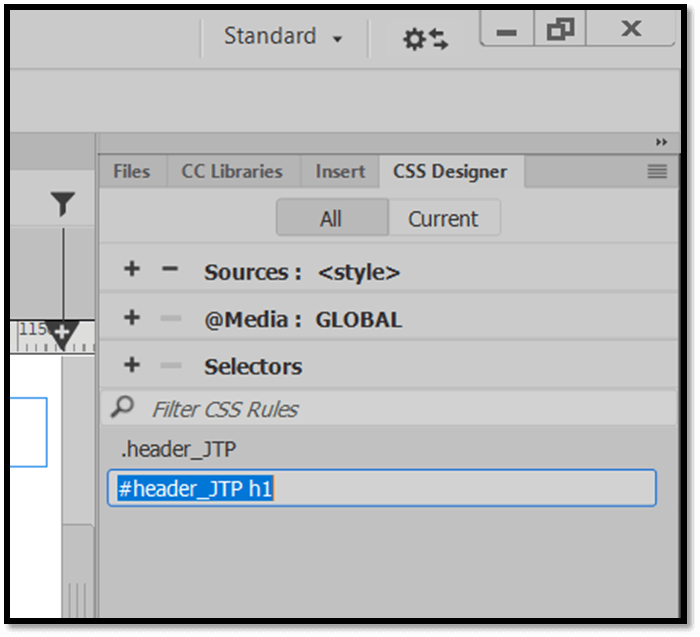 Standard
Files CC Libraries Insert CSS Designer
All Current
Sources : <style>
@Media : GLOBAL
115
Selectors
Filter CSS Rules
.header_JTP
#header_JTP h1